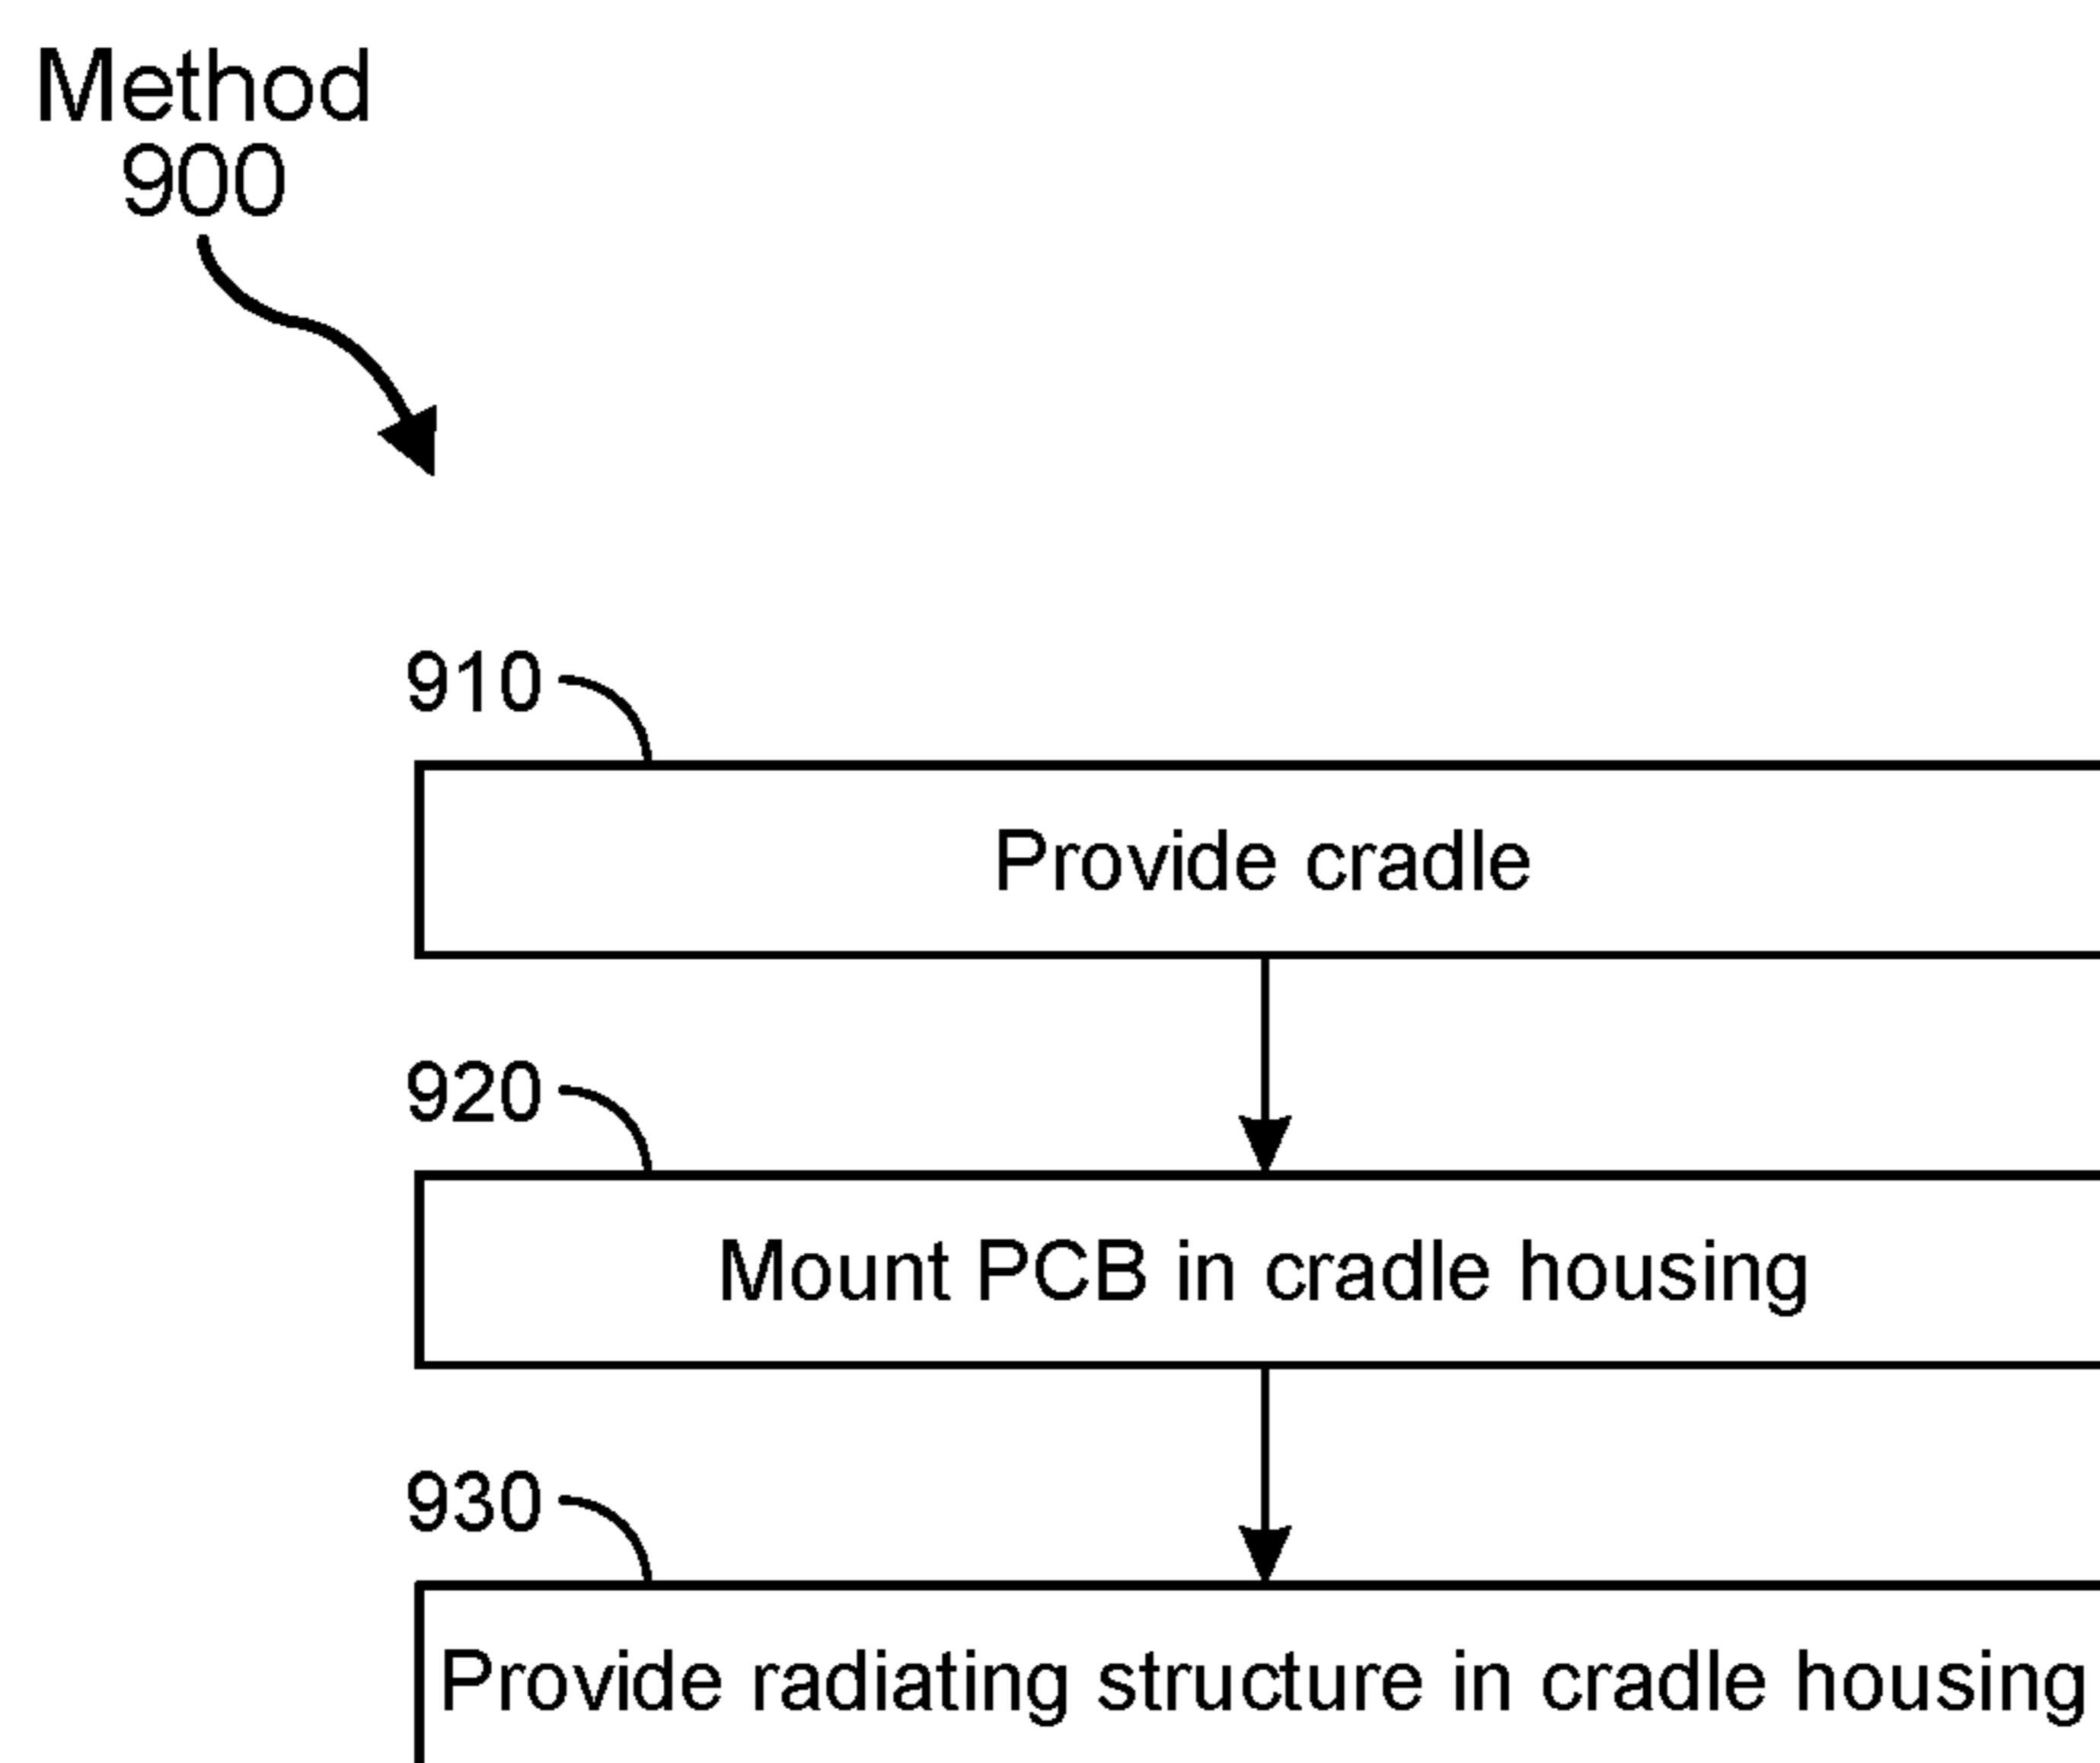 Method
900
910
Provide cradle
920
Mount PCB in cradle housing
930
Provide radiating structure in cradle housing